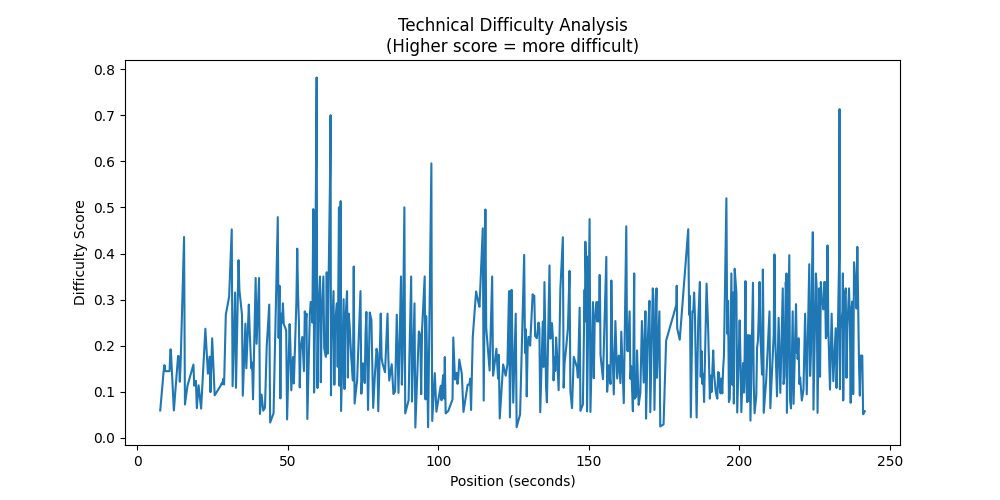 Technical Difficulty Analysis
(Higher score = more difficult)
0.8
0.7
0.6
0.5
0.4
0.3
0.2
0.1
0.0
Difficulty Score
0 50 100 150 200 250
Position (seconds)